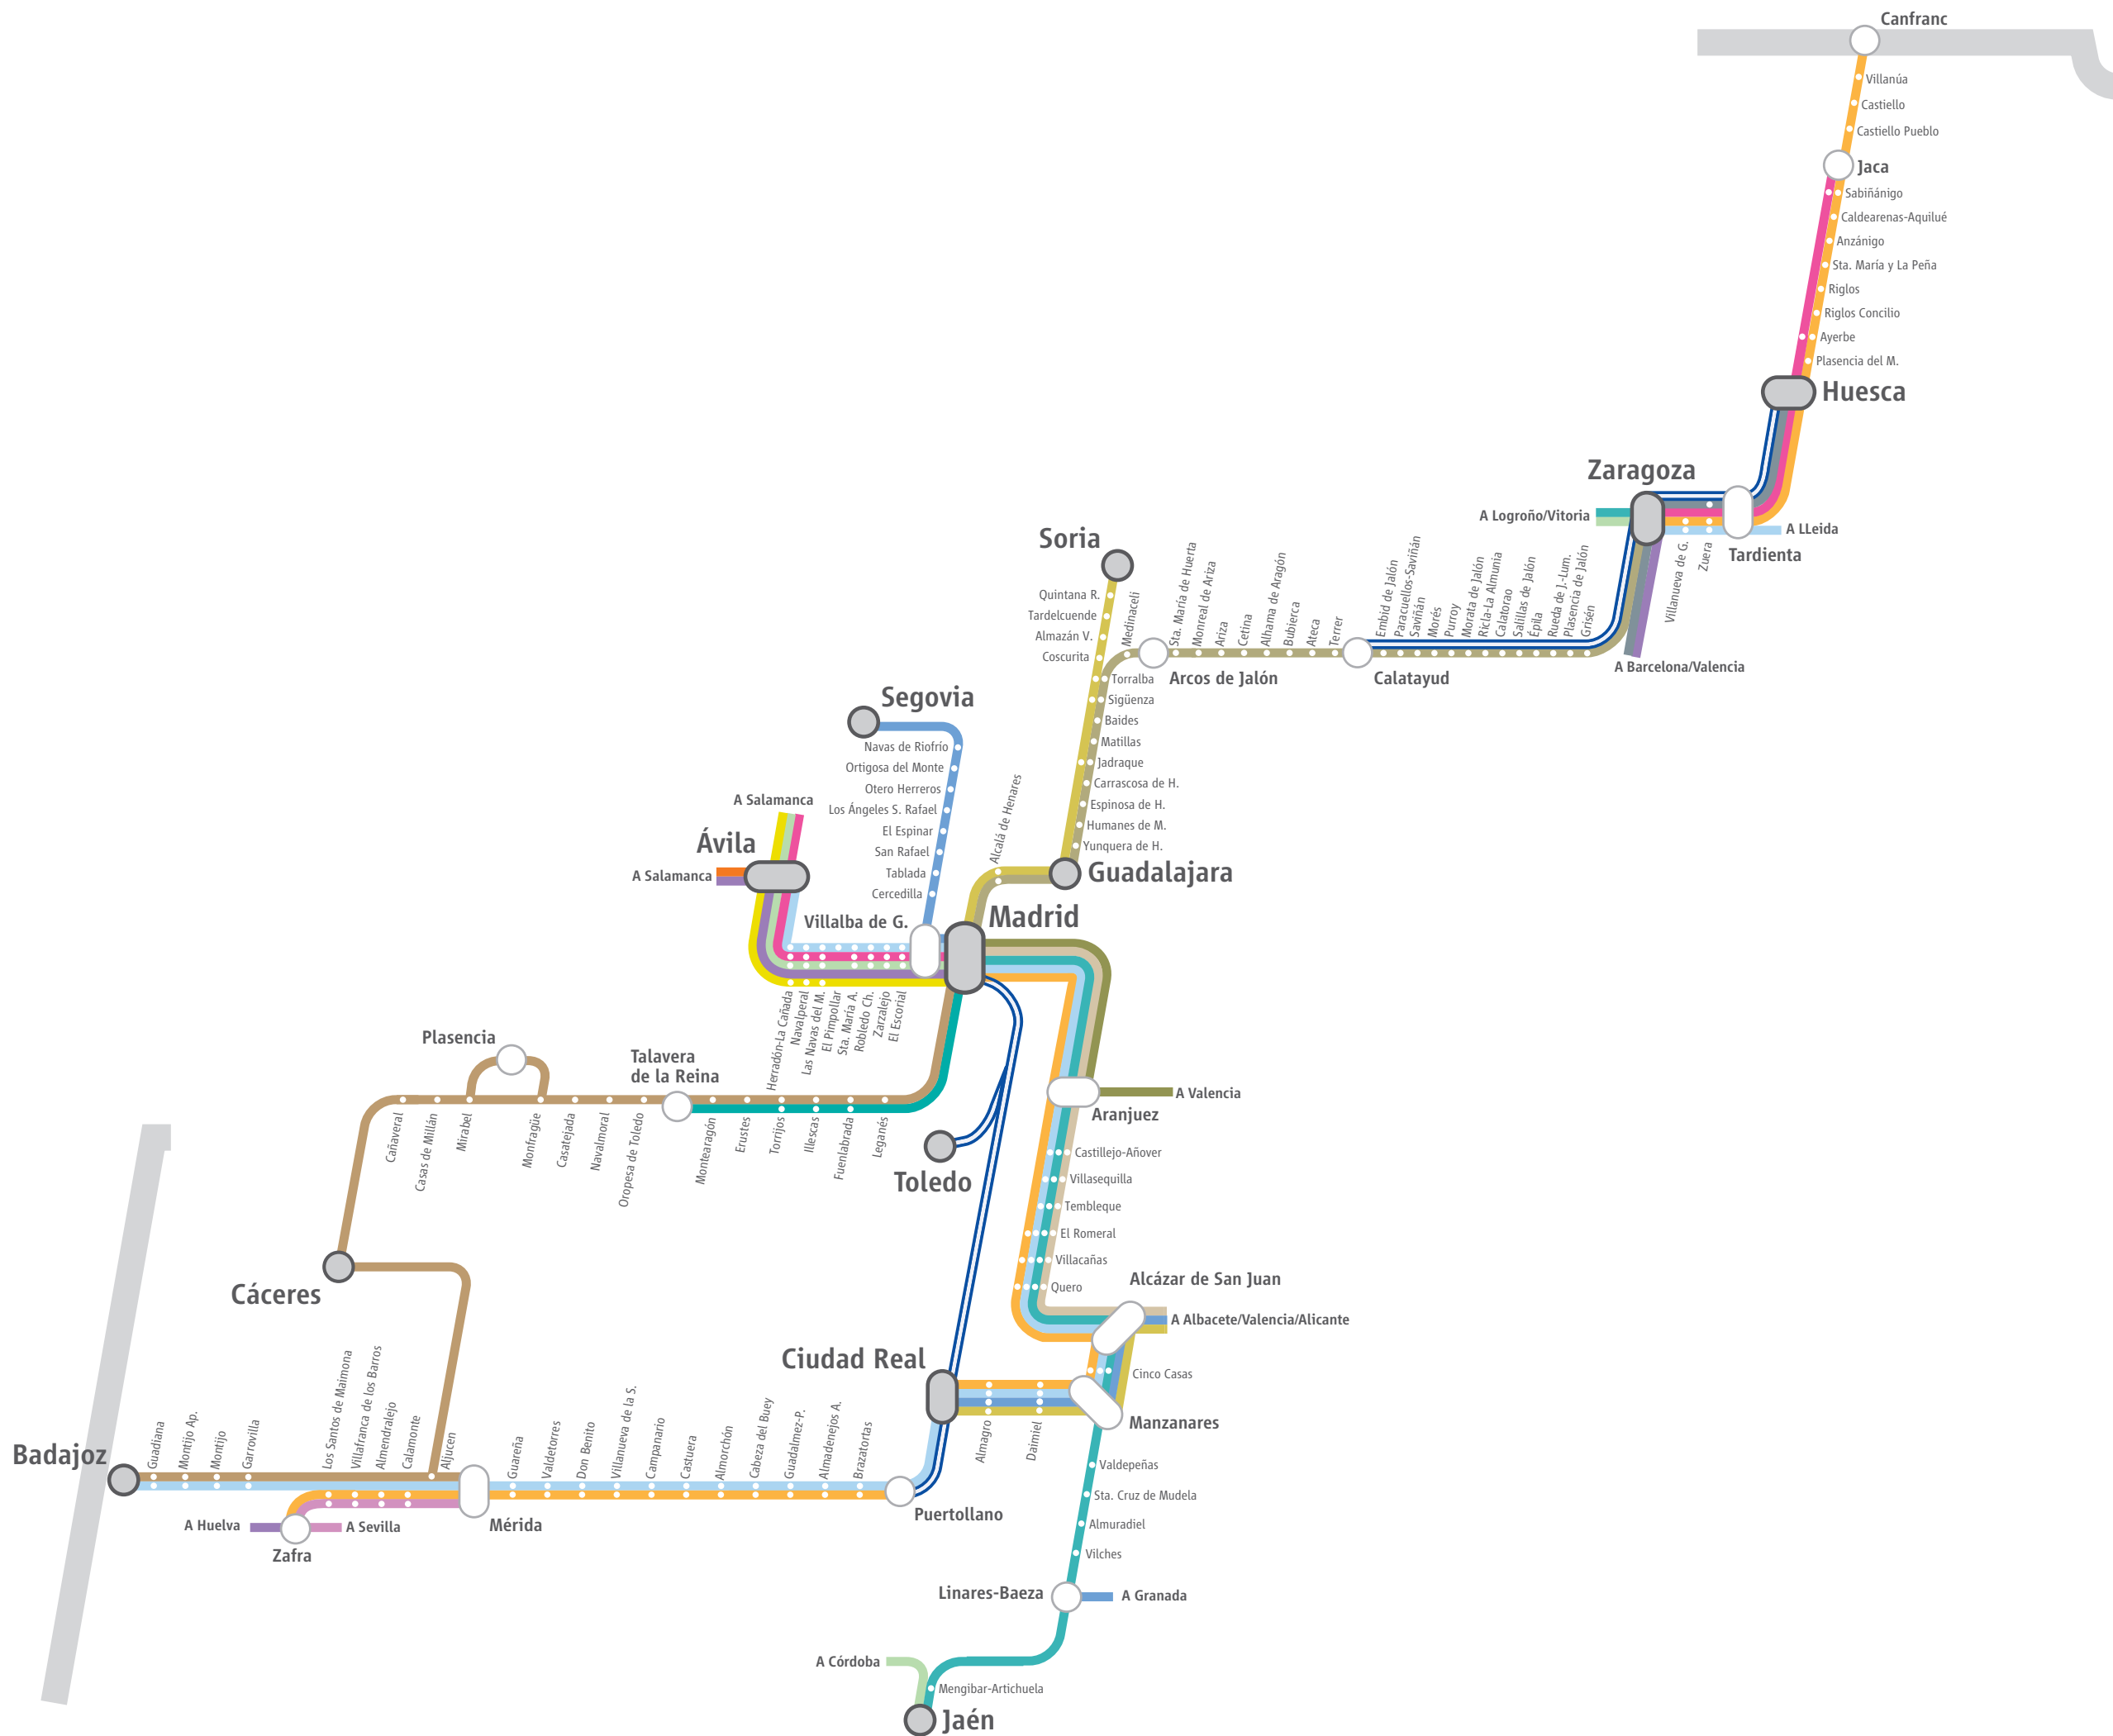 Canfranc
Villanúa
Castiello
Castiello Pueblo
Jaca
Sabiñánigo
Caldearenas-Aquilué
Anzánigo
Sta. María y La Peña
Riglos
Riglos Concilio
Ayerbe
Plasencia del M.
Huesca
Zaragoza
A Logroño/Vitoria
A LLeida
Tardienta
Villanueva de G.
Zuera
A Barcelona/Valencia
Soria
Quintana R.
Tardelcuende
Almazán V.
Coscurita
Medinaceli
Sta. María de Huerta
Monreal de Ariza
Ariza
Cetina
Alhama de Aragón
Bubierca
Ateca
Terrer
Embid de Jalón
Paracuellos-Saviñán
Saviñán
Morés
Purroy
Morata de Jalón
Ricla-La Almunia
Calatorao
Salillas de Jalón
Épila
Rueda de J.-Lum.
Plasencia de Jalón
Grisén
Arcos de Jalón
Calatayud
Torralba
Sigüenza
Baides
Matillas
Jadraque
Carrascosa de H.
Espinosa de H.
Humanes de M.
Yunquera de H.
Guadalajara
Alcalá de Henares
Segovia
Navas de Riofrío
Ortigosa del Monte
Otero Herreros
Los Ángeles S. Rafael
El Espinar
San Rafael
Tablada
Cercedilla
A Salamanca
Ávila
A Salamanca
Villalba de G.
Madrid
Herradón-La Cañada
Navalperal
Las Navas del M.
El Pimpollar
Sta. María A.
Robledo Ch.
Zarzalejo
El Escorial
Plasencia
Talavera
de la Reina
Cañaveral
Casas de Millán
Mirabel
Monfragüe
Casatejada
Navalmoral
Oropesa de Toledo
Montearagón
Erustes
Torrijos
Illescas
Fuenlabrada
Leganés
Toledo
A Valencia
Aranjuez
Castillejo-Añover
Villasequilla
Tembleque
El Romeral
Villacañas
Quero
Alcázar de San Juan
A Albacete/Valencia/Alicante
Cinco Casas
Cáceres
Ciudad Real
Almagro
Daimiel
Manzanares
Badajoz
Guadiana
Montijo Ap.
Montijo
Garrovilla
Los Santos de Maimona
Villafranca de los Barros
Almendralejo
Calamonte
Aljucen
Guareña
Valdetorres
Don Benito
Villanueva de la S.
Campanario
Castuera
Almorchón
Cabeza del Buey
Guadalmez-P.
Almadenejos A.
Brazatortas
Puertollano
Mérida
A Huelva
A Sevilla
Zafra
Valdepeñas
Sta. Cruz de Mudela
Almuradiel
Vilches
Linares-Baeza
A Granada
A Córdoba
Mengibar-Artichuela
Jaén